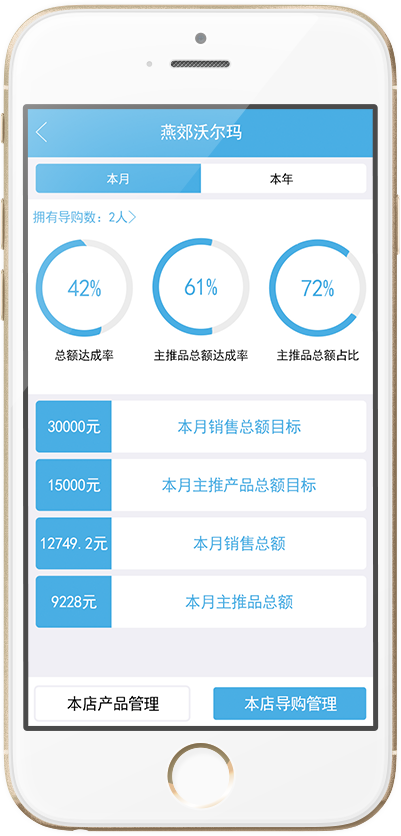 燕郊沃尔玛
本月 本年
拥有导购数：2人>
42% 61% 72%
总额达成率 主推品总额达成率 主推品总额占比
30000元 本月销售总额目标
15000元 本月主推产品总额目标
12749.2元 本月销售总额
9228元 本月主推品总额
本店产品管理 本店导购管理